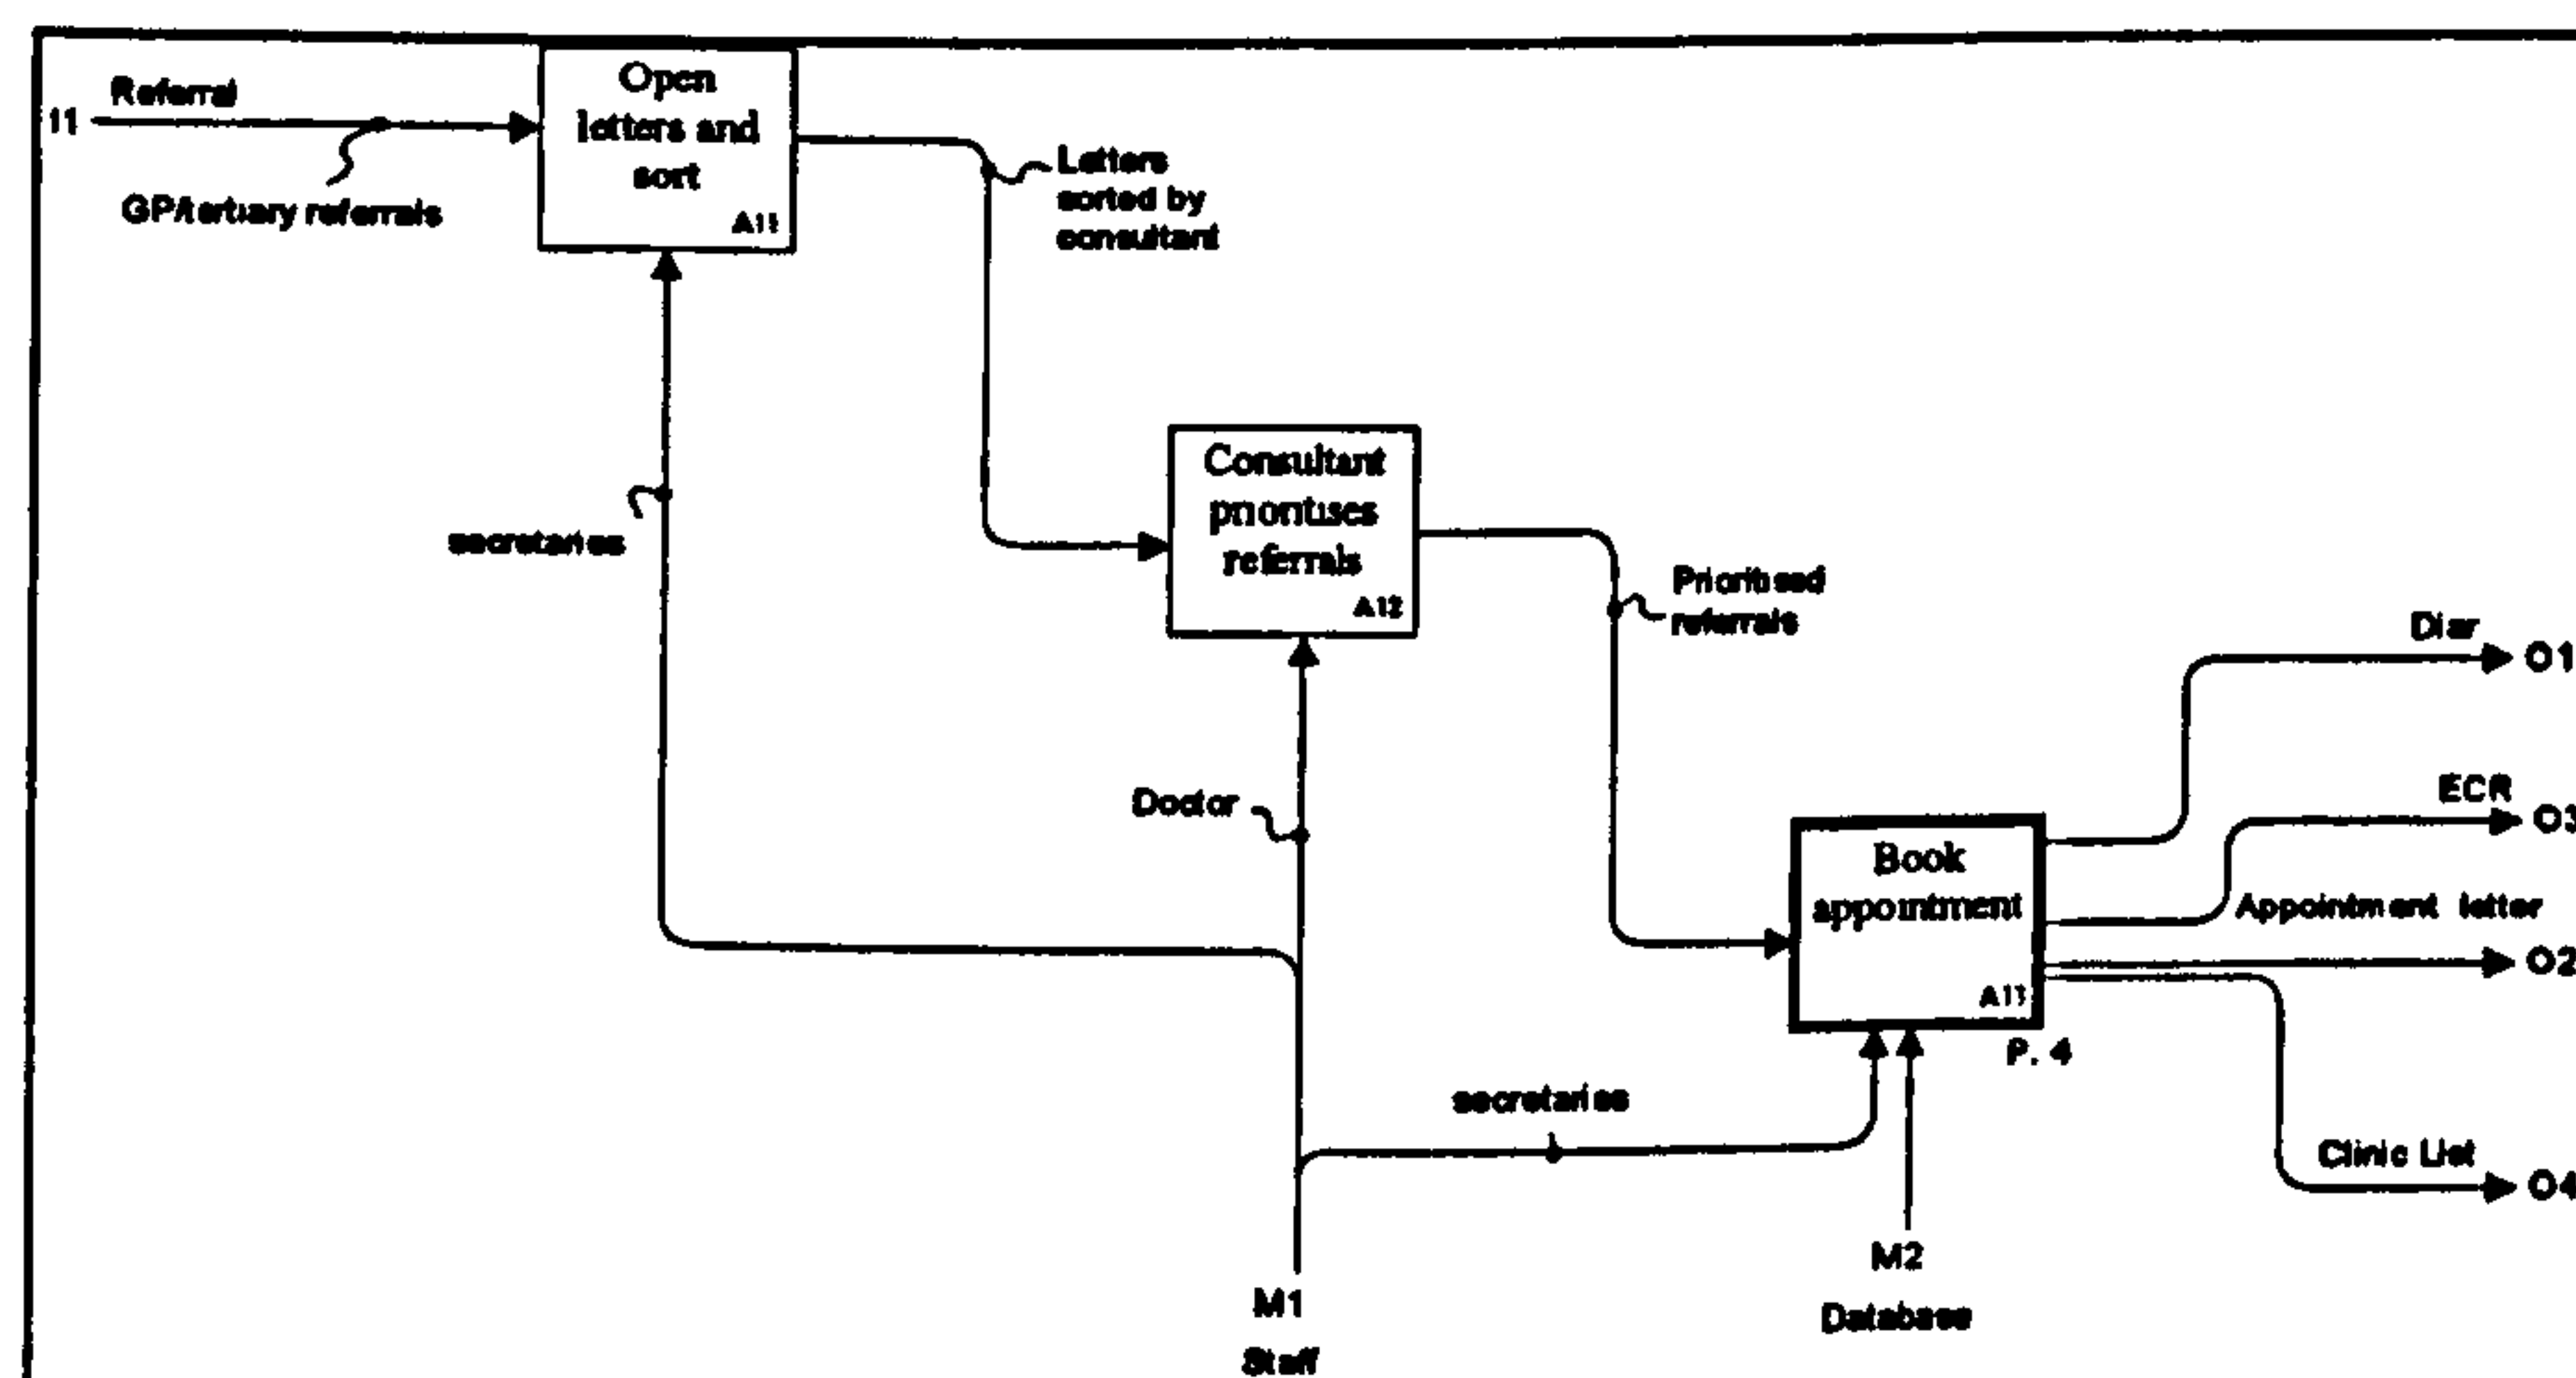 Referral
I1
GP/tertiary referrals
Open
letters and
sort
A11
Letters
sorted by
consultant
secretaries
Consultant
prioritises
referrals
A12
Prioritised
referrals
Doctor
Diar
O1
ECR
O3
Book
appointment
Appointment letter
O2
P. 4
secretaries
Clinic List
O4
M2
Database
M1
Staff